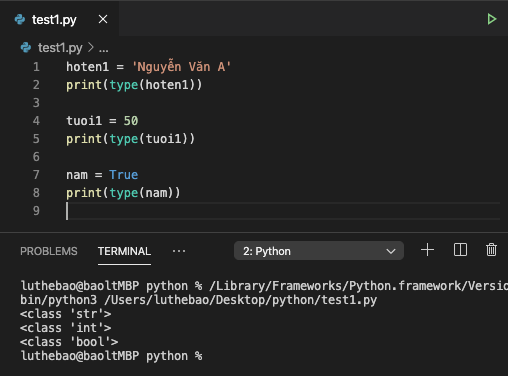 test1.py
test1.py > ...
1 hoten1 = 'Nguyễn Văn A'
2 print(type(hoten1))
3
4 tuoi1 = 50
5 print(type(tuoi1))
6
7 nam = True
8 print(type(nam))
9
PROBLEMS TERMINAL ... 2: Python
luthebao@baoltMBP python % /Library/Frameworks/Python.framework/Versio
bin/python3 /Users/luthebao/Desktop/python/test1.py
<class 'str'>
<class 'int'>
<class 'bool'>
luthebao@baoltMBP python %